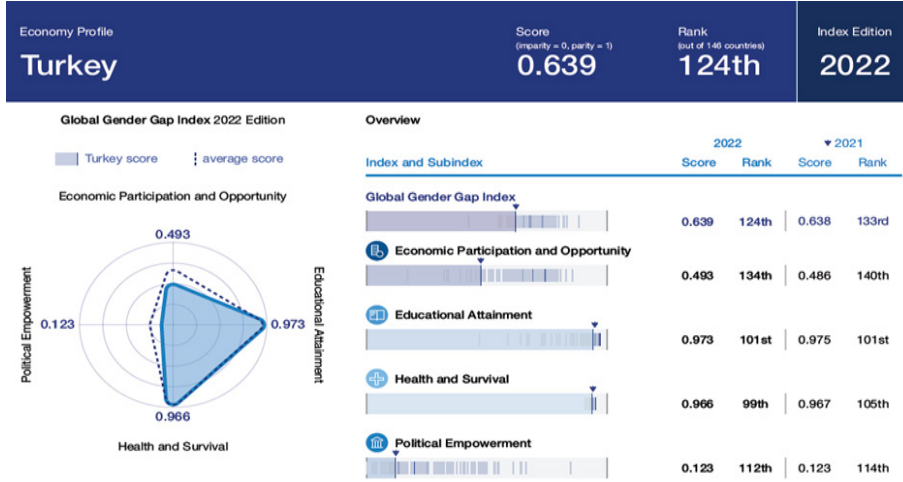 Economy Profile
Turkey
Score
(imparity = 0, parity = 1)
0.639
Rank
(out of 146 countries)
124th
Index Edition
2022
Global Gender Gap Index 2022 Edition
Turkey score
average score
Economic Participation and Opportunity
0.493
Political Empowerment
0.123
0.973
Educational Attainment
0.966
Health and Survival
Overview
2022 2021
Index and Subindex Score Rank Score Rank
Global Gender Gap Index
0.639 124th 0.638 133rd
Economic Participation and Opportunity
0.493 134th 0.486 140th
Educational Attainment
0.973 101st 0.975 101st
Health and Survival
0.966 99th 0.967 105th
Political Empowerment
0.123 112th 0.123 114th